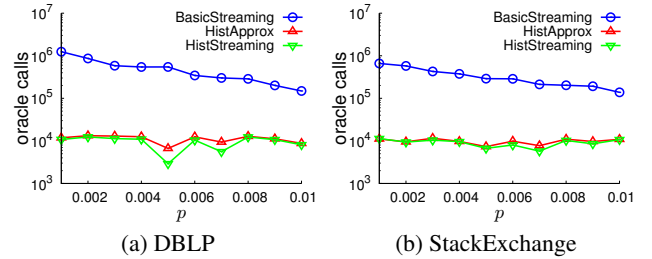 10^7
10^6
10^5
10^4
10^3
oracle calls
BasicStreaming
HistApprox
HistStreaming
0.002 0.004 0.006 0.008 0.01
p
(a) DBLP
10^7
10^6
10^5
10^4
10^3
oracle calls
BasicStreaming
HistApprox
HistStreaming
0.002 0.004 0.006 0.008 0.01
p
(b) StackExchange